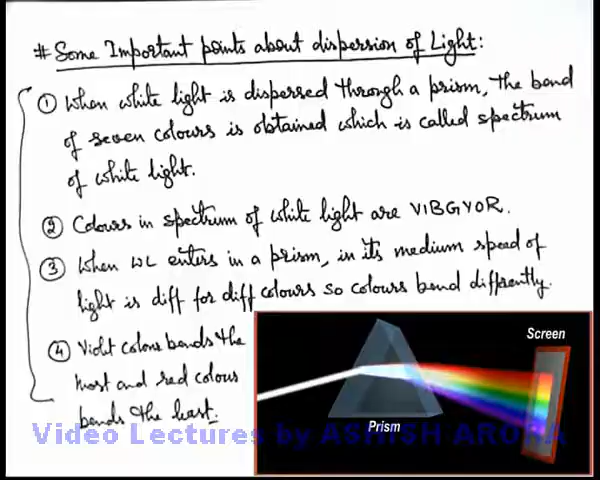 # Some Important points about dispersion of Light:
① When white light is dispersed through a prism, the band
of seven colours is obtained which is called spectrum
of white light.
② Colours in spectrum of white light are VIBGYOR.
③ When WL enters in a prism, in its medium speed of
light is diff for diff colours so colours bend differently.
④ Violet colour bends the
most and red colour
bends the least.
Screen
Prism
Video Lectures by ASHISH ARORA